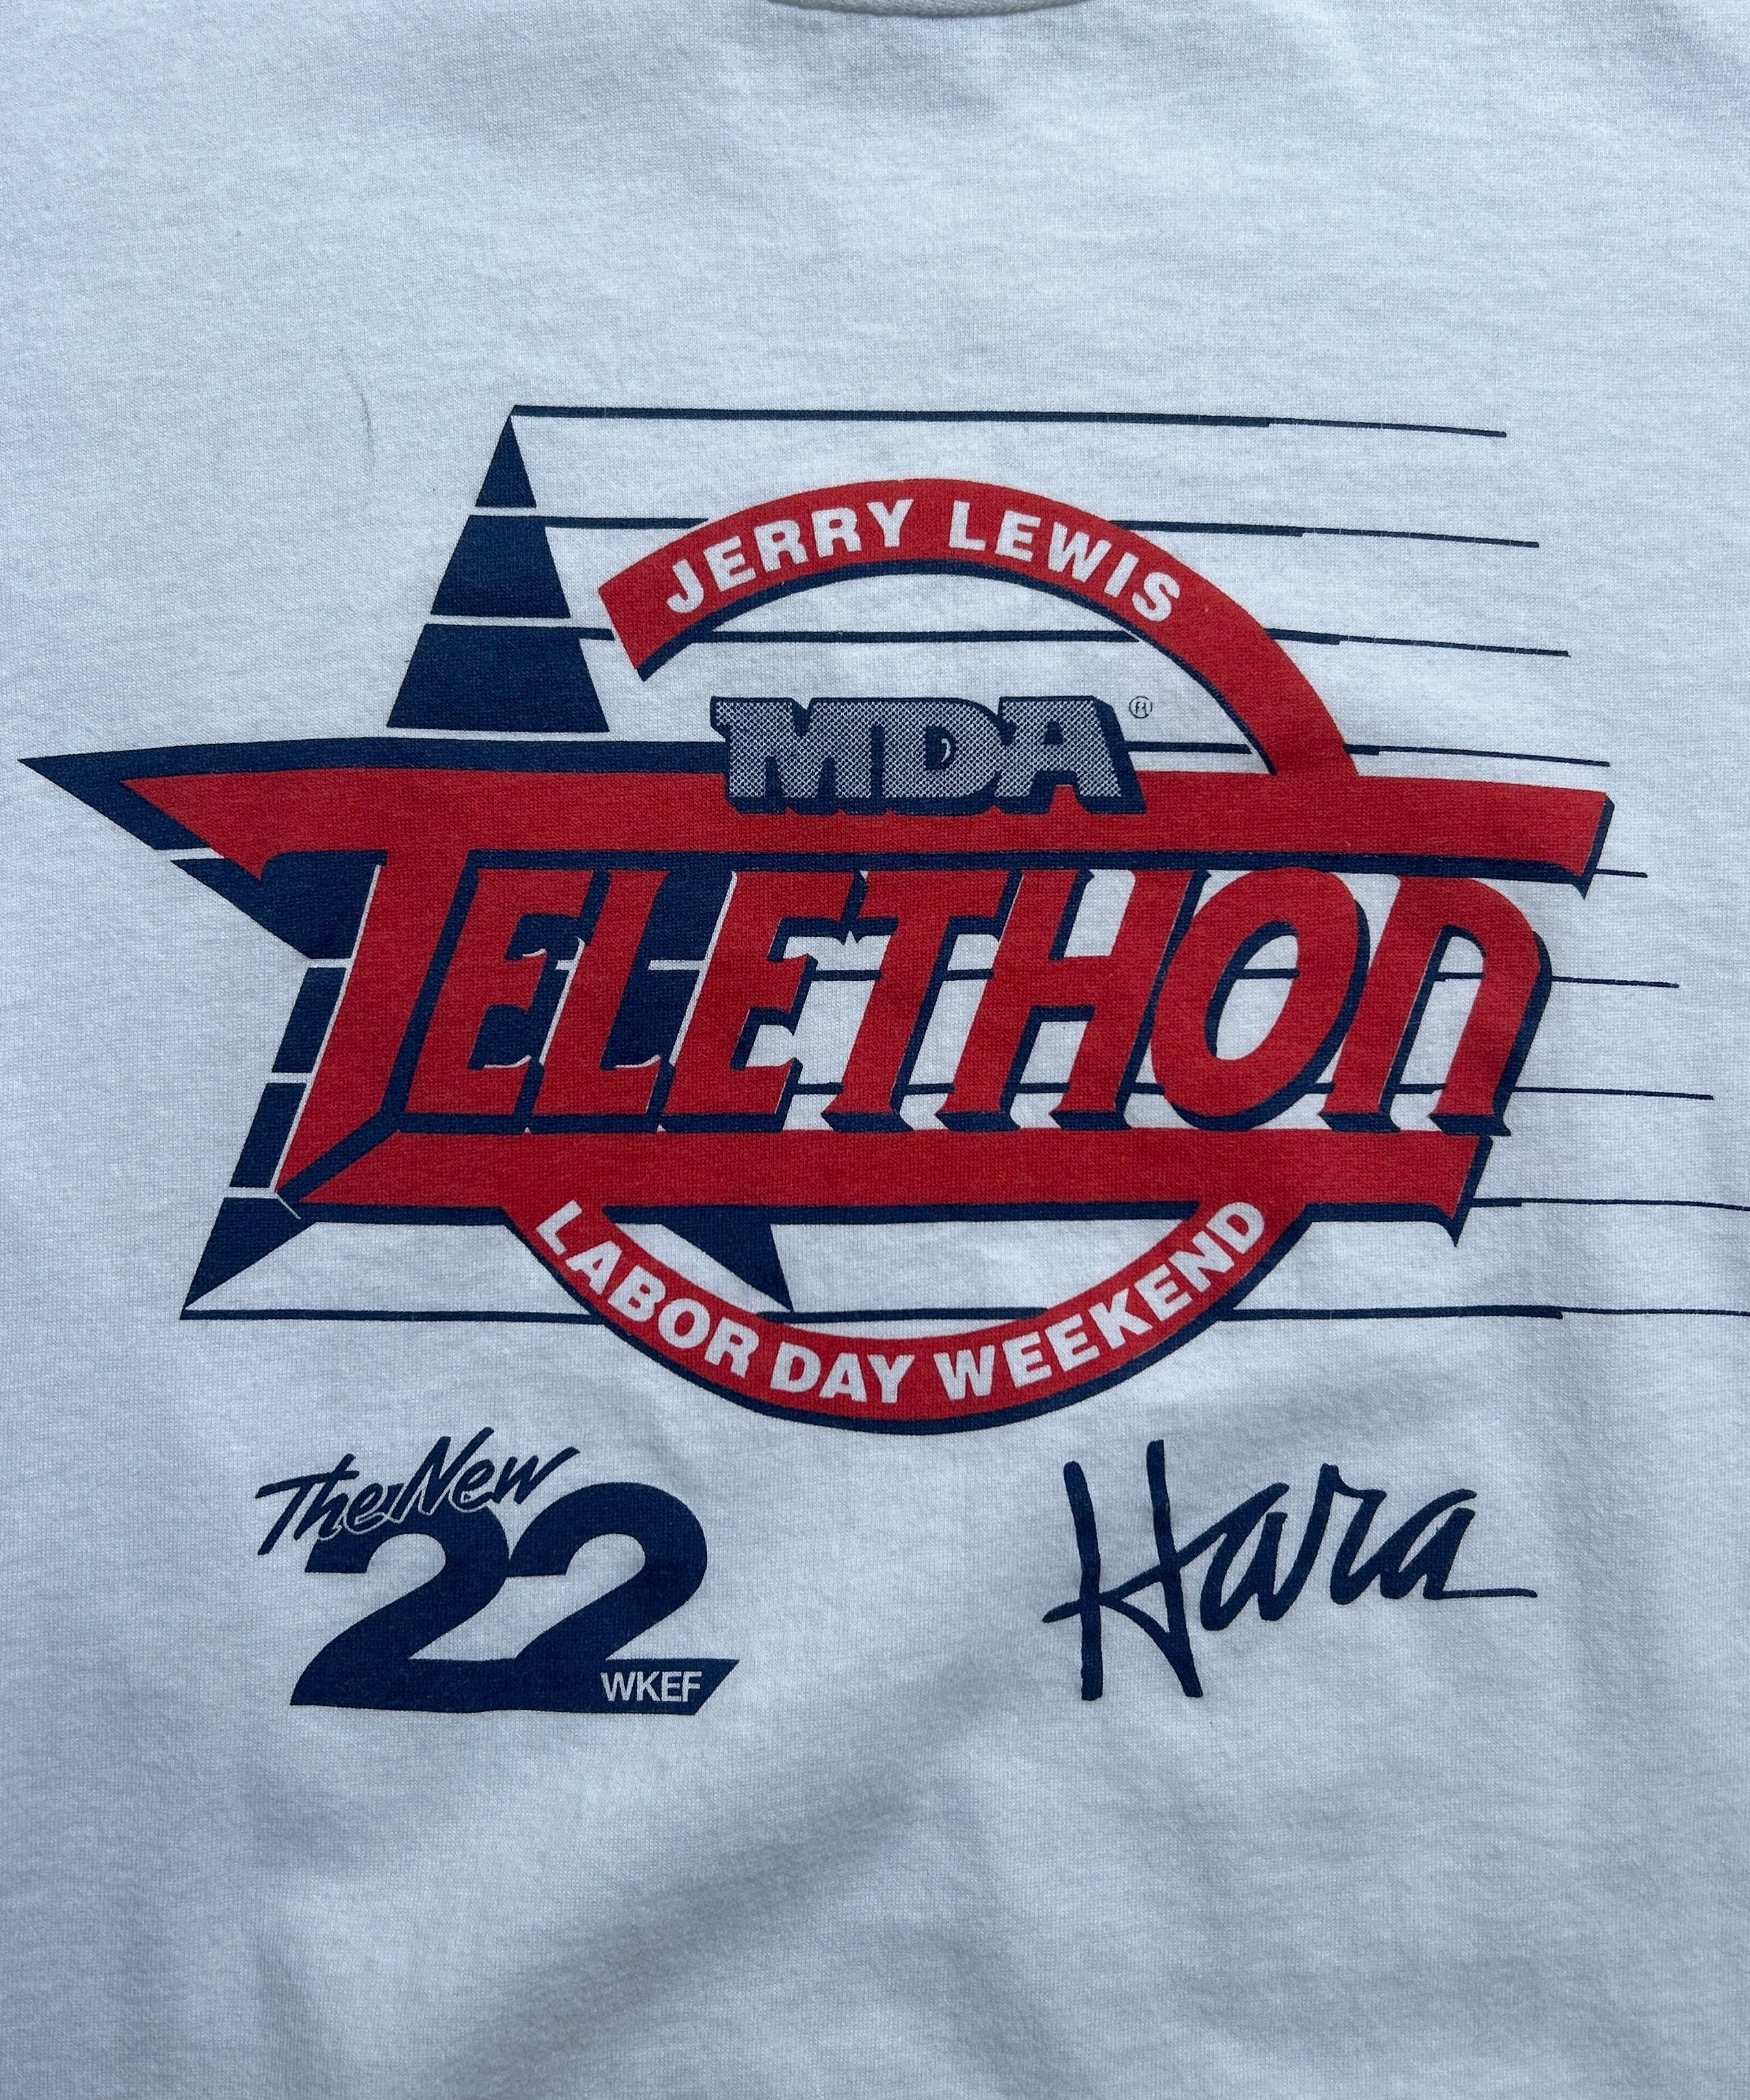 JERRY LEWIS
MDA®
TELETHON
LABOR DAY WEEKEND
The New
22
WKEF
Hara